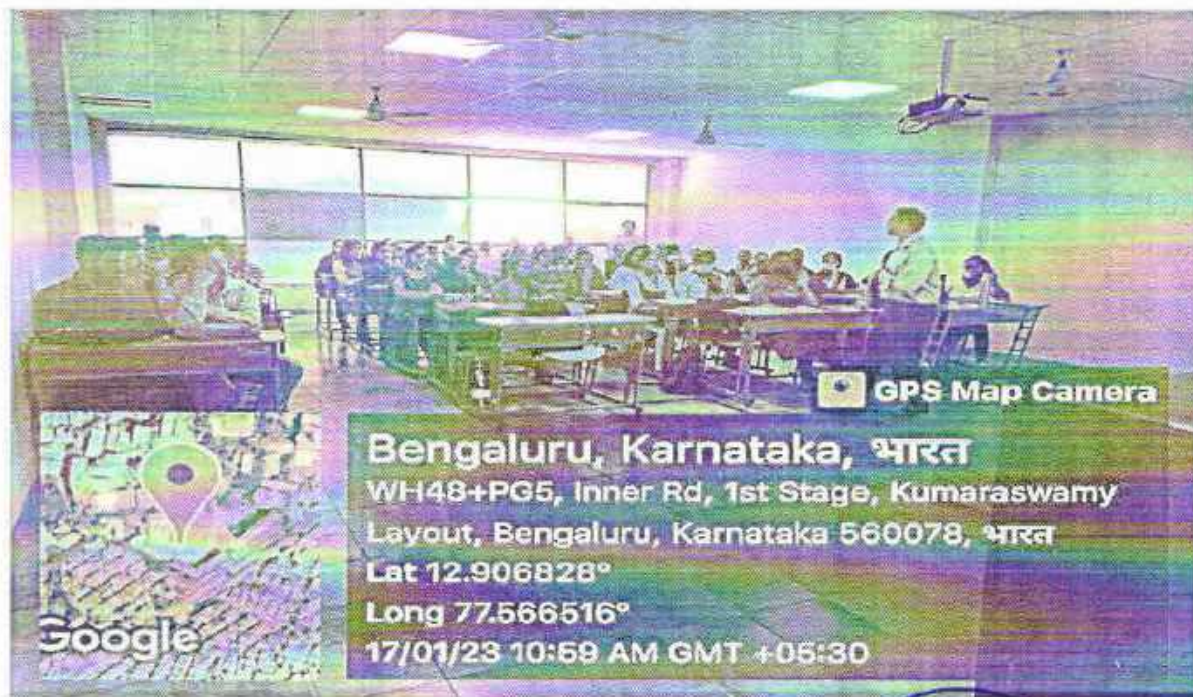 GPS Map Camera
Bengaluru, Karnataka, भारत
WH48+PG5, Inner Rd, 1st Stage, Kumaraswamy
Layout, Bengaluru, Karnataka 560078, भारत
Lat 12.906828°
Long 77.566516°
17/01/23 10:59 AM GMT +05:30
Google